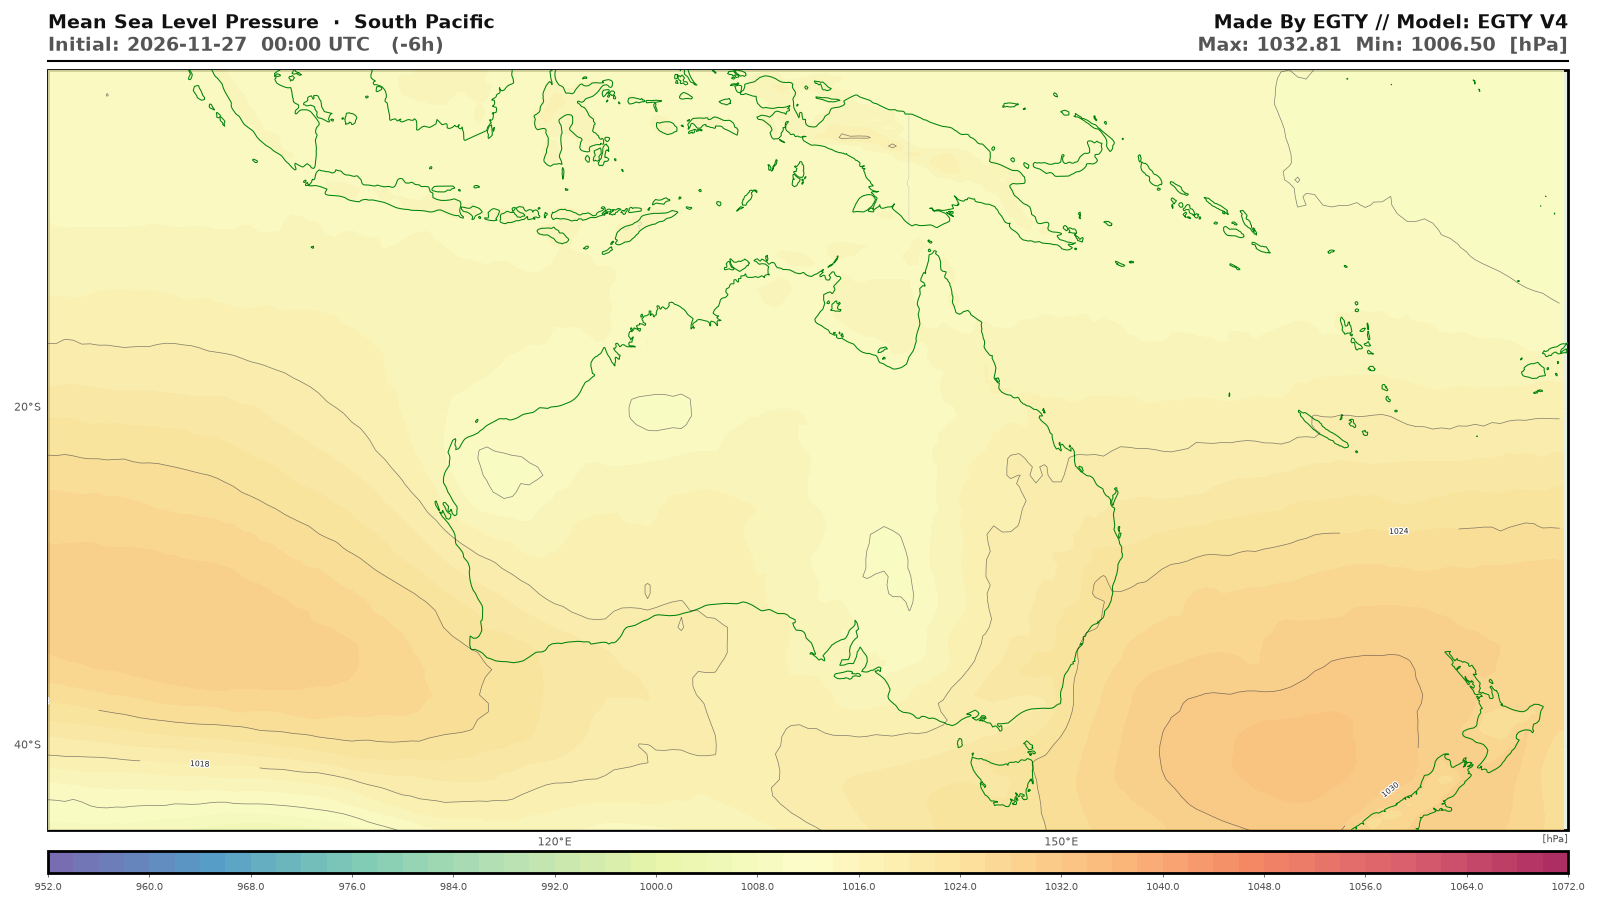 Mean Sea Level Pressure · South Pacific
Made By EGTY // Model: EGTY V4
Initial: 2026-11-27 00:00 UTC (-6h)
Max: 1032.81 Min: 1006.50 [hPa]
20°S
1024
40°S
1018
1030
120°E
150°E
[hPa]
952.0 960.0 968.0 976.0 984.0 992.0 1000.0 1008.0 1016.0 1024.0 1032.0 1040.0 1048.0 1056.0 1064.0 1072.0